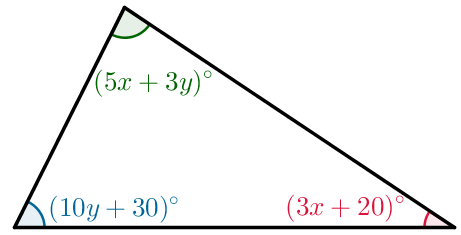 (5x + 3y)°
(10y + 30)°
(3x + 20)°